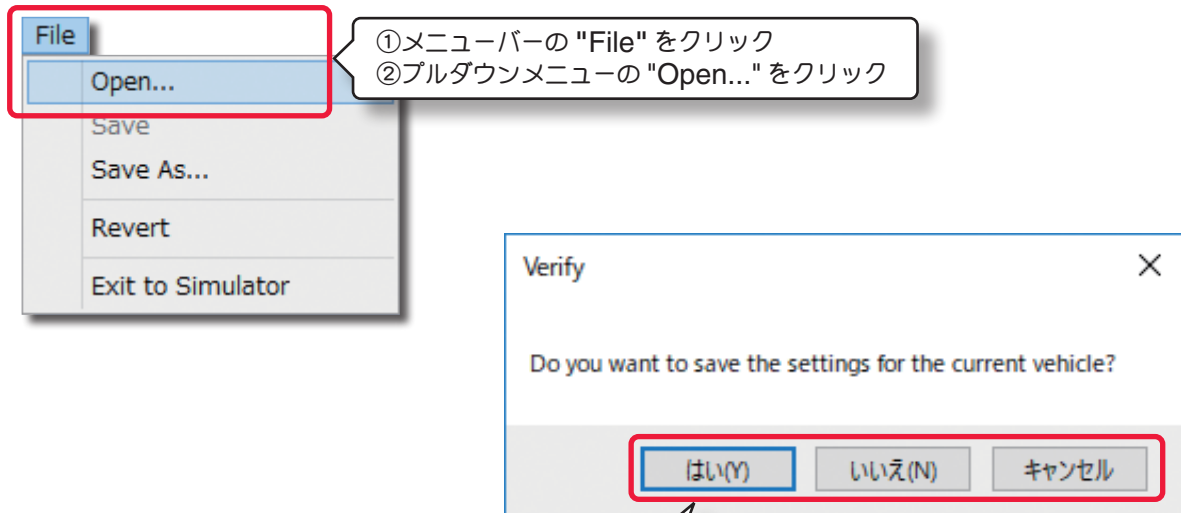 File
①メニューバーの "File" をクリック
②プルダウンメニューの "Open..." をクリック
Open...
Save
Save As...
Revert
Exit to Simulator
Verify
Do you want to save the settings for the current vehicle?
はい(Y)
いいえ(N)
キャンセル